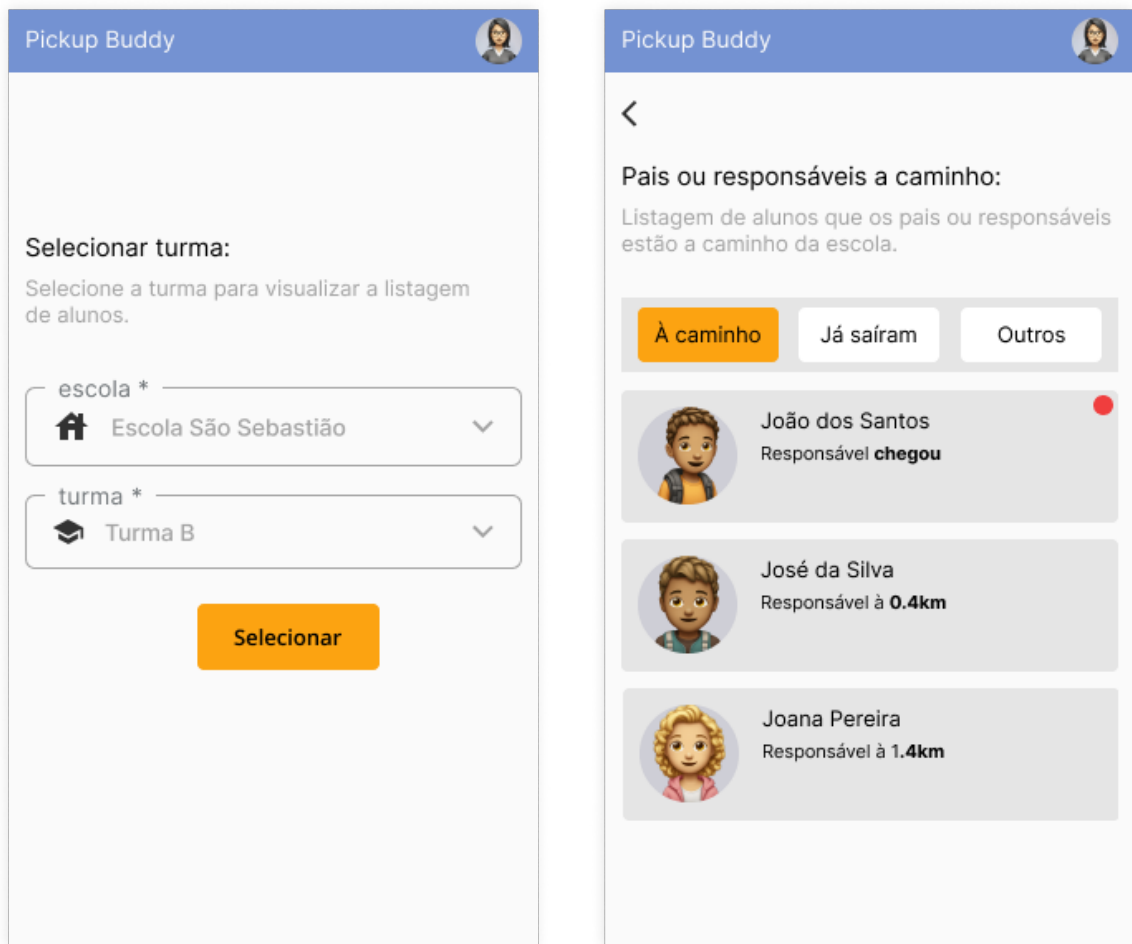 Pickup Buddy
Selecionar turma:
Selecione a turma para visualizar a listagem
de alunos.
escola *
Escola São Sebastião
turma *
Turma B
Selecionar
Pickup Buddy
Pais ou responsáveis a caminho:
Listagem de alunos que os pais ou responsáveis
estão a caminho da escola.
À caminho
Já saíram
Outros
João dos Santos
Responsável chegou
José da Silva
Responsável à 0.4km
Joana Pereira
Responsável à 1.4km